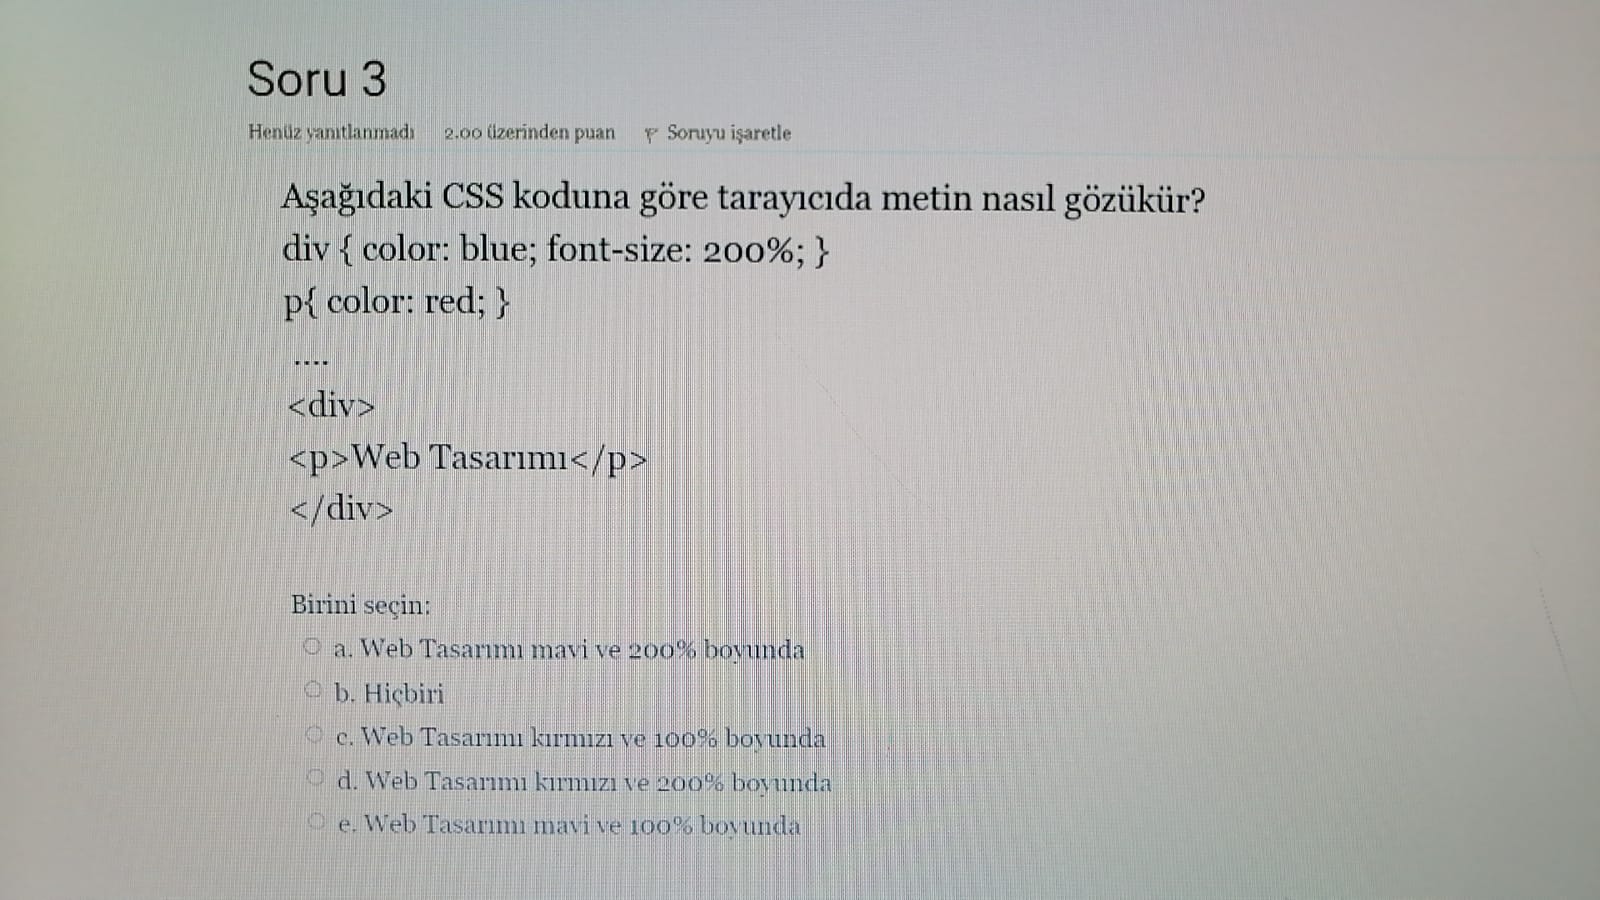 Soru 3
Henüz yanıtlanmadı 2.00 üzerinden puan Soruyu işaretle
Aşağıdaki CSS koduna göre tarayıcıda metin nasıl gözükür?
div { color: blue; font-size: 200%; }
p{ color: red; }
....
<div>
<p>Web Tasarımı</p>
</div>
Birini seçin:
a. Web Tasarımı mavi ve 200% boyunda
b. Hiçbiri
c. Web Tasarımı kırmızı ve 100% boyunda
d. Web Tasarımı kırmızı ve 200% boyunda
e. Web Tasarımı mavi ve 100% boyunda